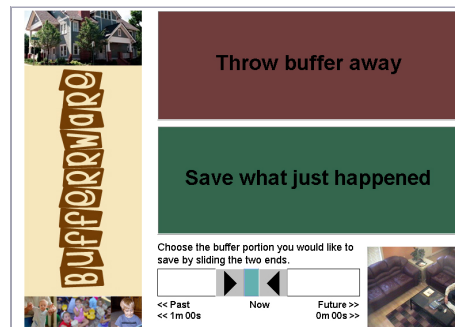 BufferrWare
Throw buffer away
Save what just happened
Choose the buffer portion you would like to
save by sliding the two ends.
<< Past Now Future >>
<< 1m 00s 0m 00s >>